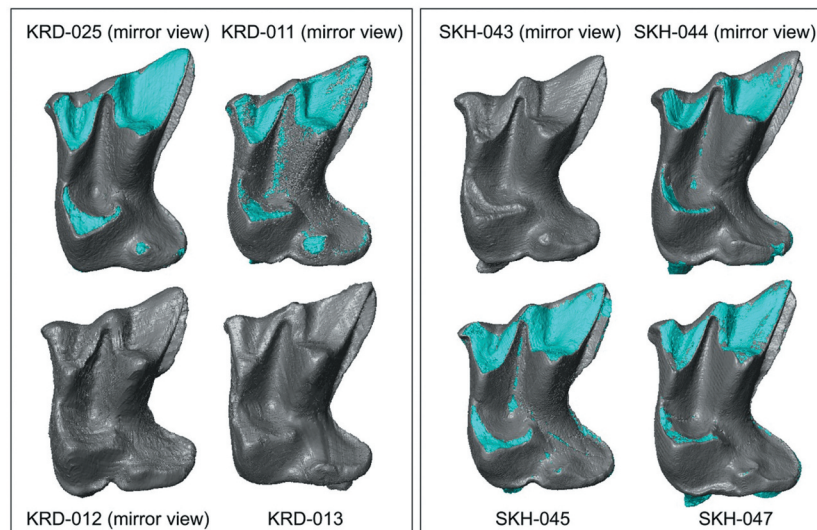 KRD-025 (mirror view) KRD-011 (mirror view)
SKH-043 (mirror view) SKH-044 (mirror view)
KRD-012 (mirror view) KRD-013
SKH-045 SKH-047